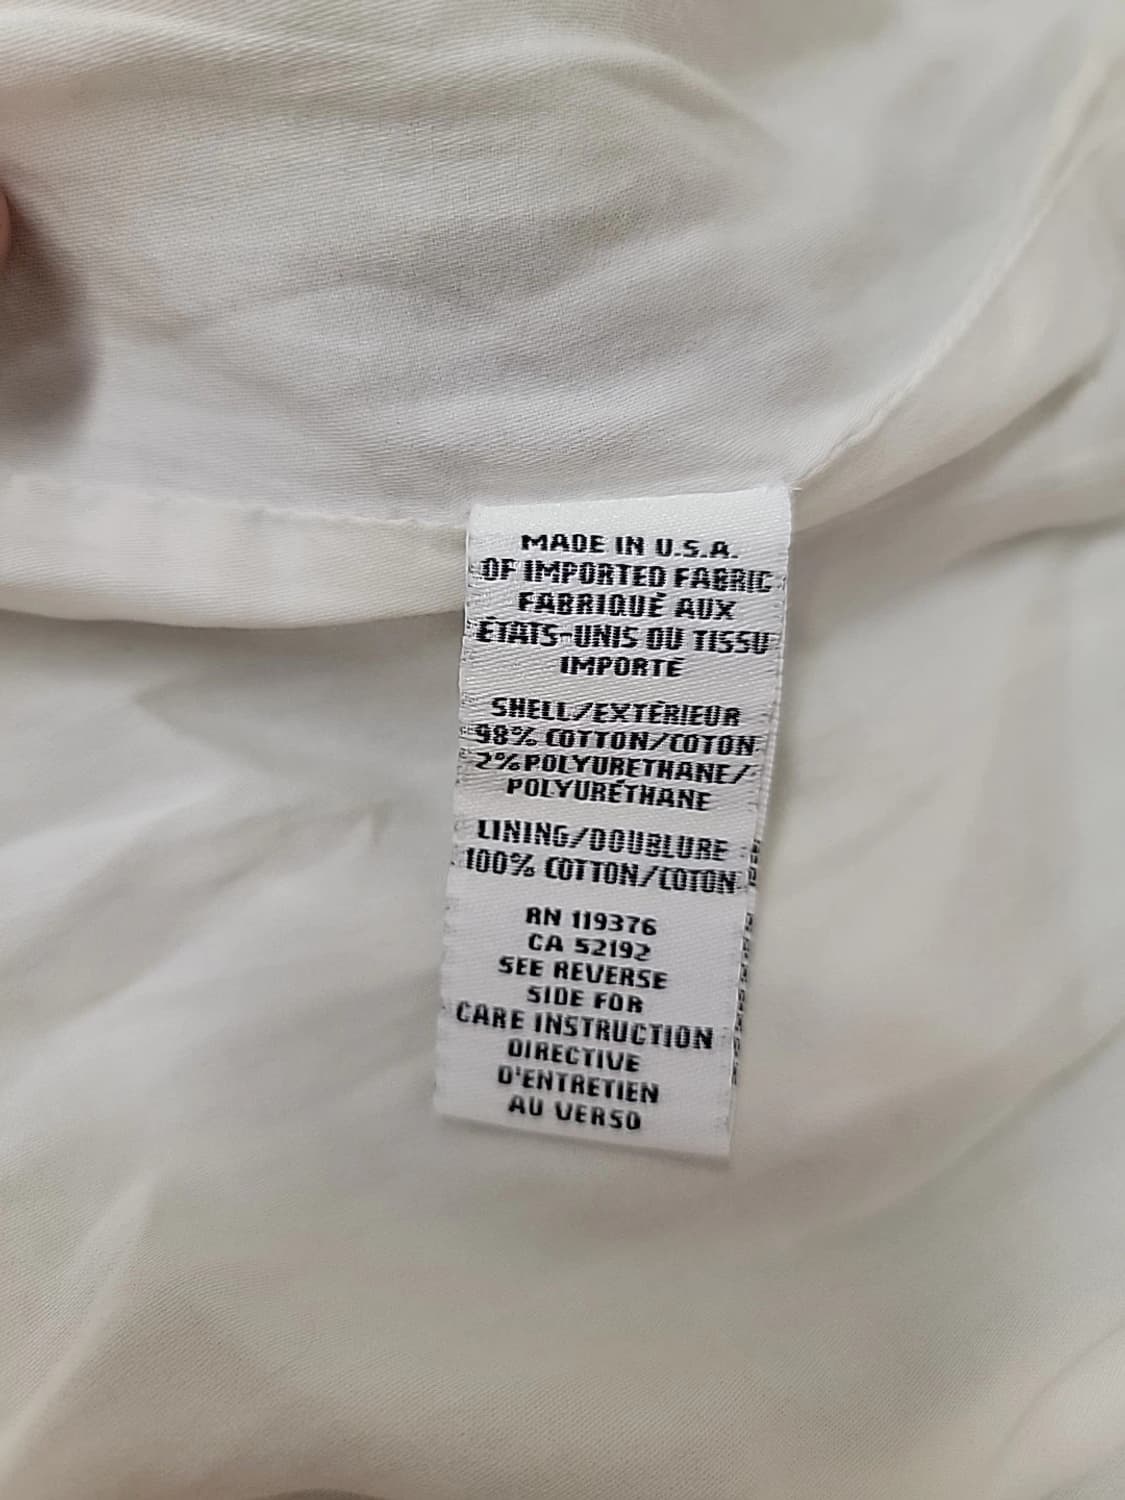 MADE IN U.S.A.
OF IMPORTED FABRIC
FABRIQUÉ AUX
ÉTATS-UNIS DU TISSU
IMPORTÉ
SHELL/EXTÉRIEUR
98% COTTON/COTON
2% POLYURETHANE/
POLYURÉTHANE
LINING/DOUBLURE
100% COTTON/COTON
RN 119376
CA 52192
SEE REVERSE
SIDE FOR
CARE INSTRUCTION
DIRECTIVE
D'ENTRETIEN
AU VERSO